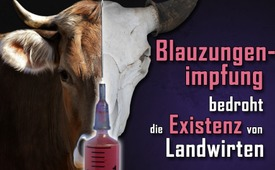 Blauzungen-
impfung
bedroht
die Existenz von
Landwirten